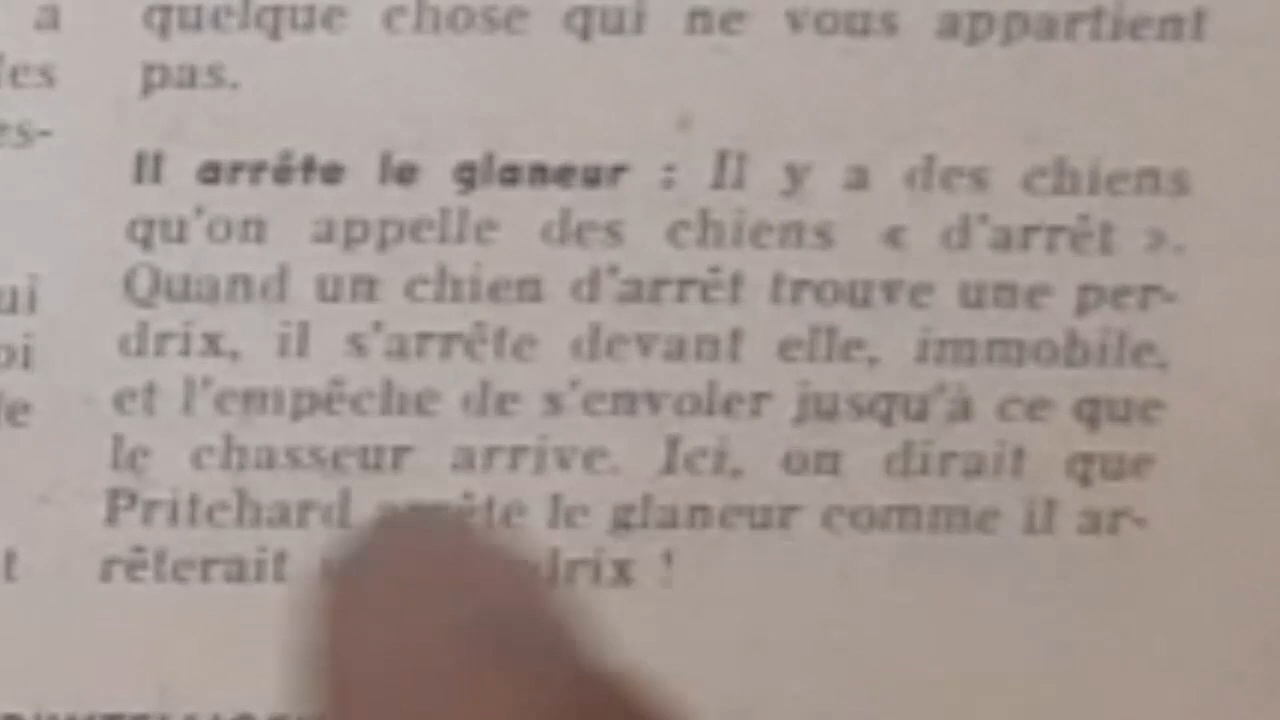 a quelque chose qui ne vous appartient
pas.
Il arrête le glaneur : Il y a des chiens
qu'on appelle des chiens « d'arrêt ».
Quand un chien d'arrêt trouve une per-
drix, il s'arrête devant elle, immobile,
et l'empêche de s'envoler jusqu'à ce que
le chasseur arrive. Ici, on dirait que
Pritchard le glaneur comme il ar-
rêterait !